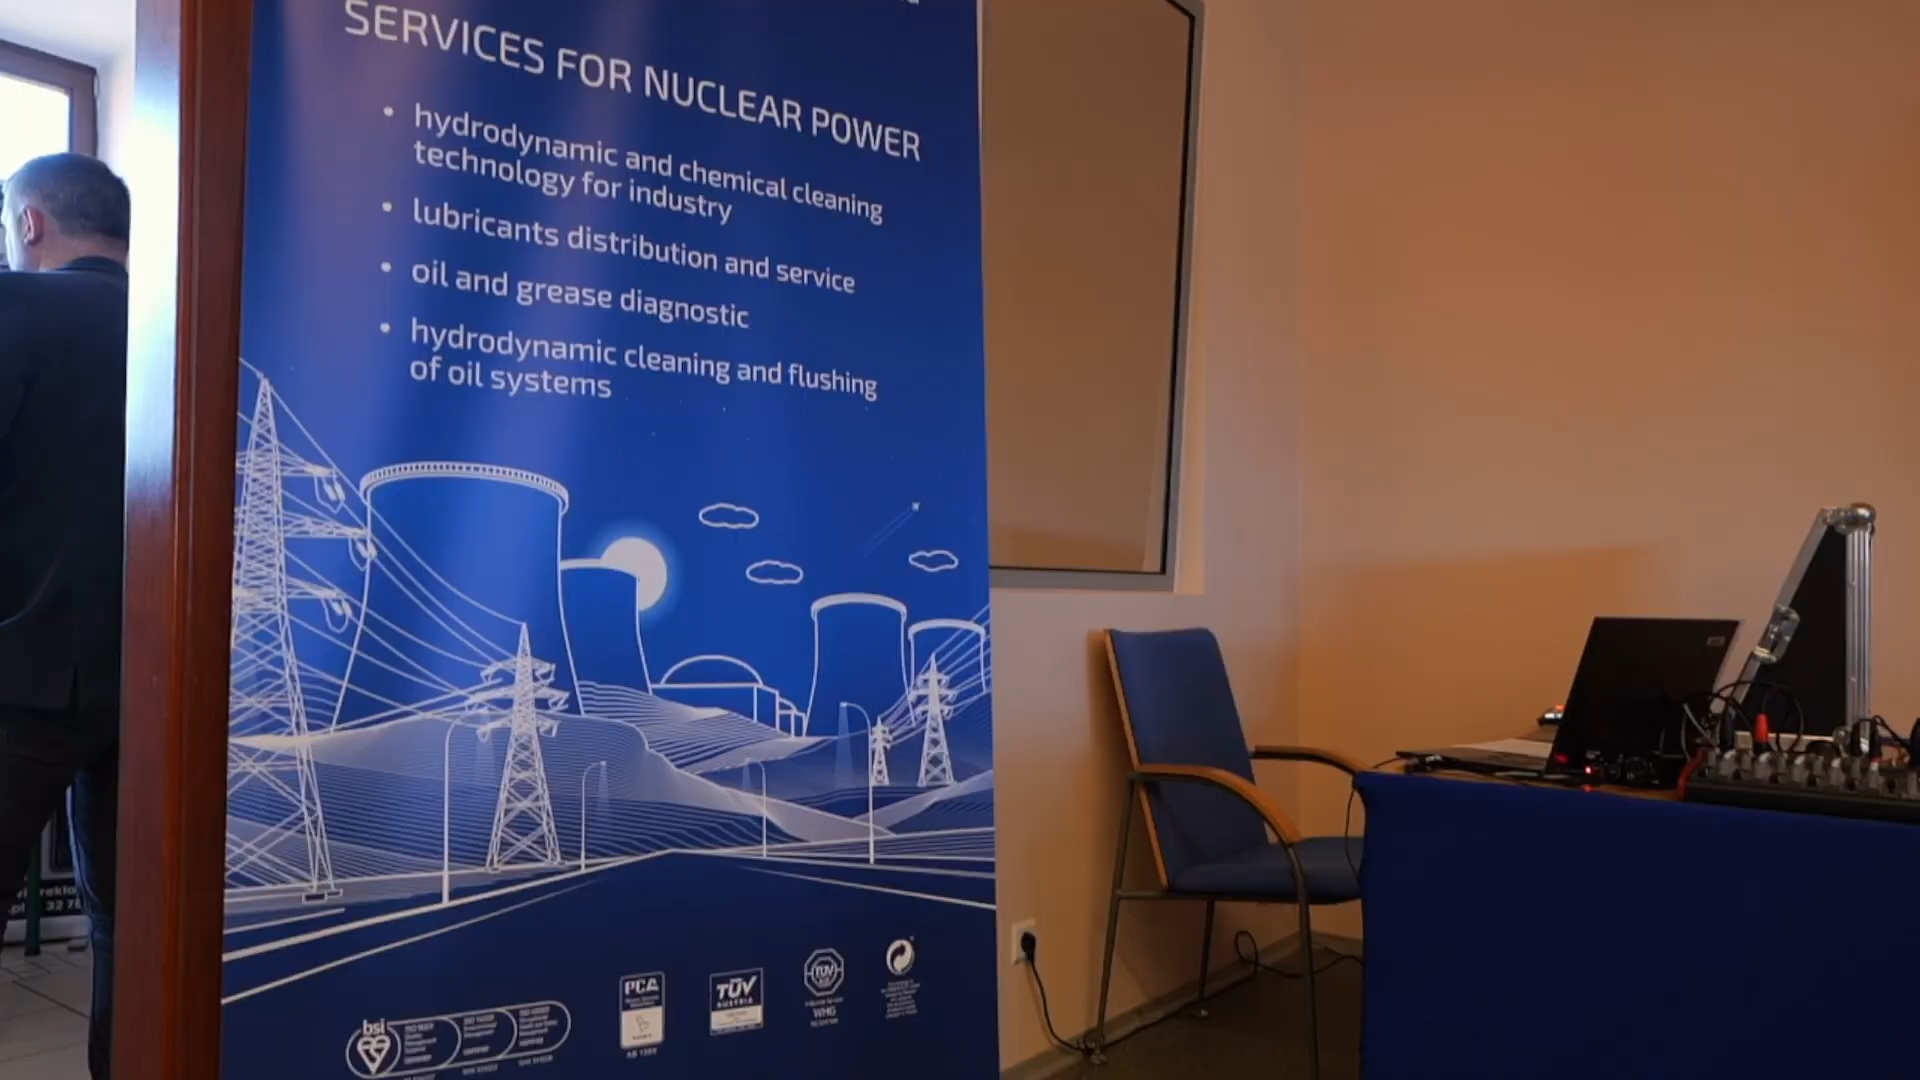 SERVICES FOR NUCLEAR POWER
• hydrodynamic and chemical cleaning
technology for industry
• lubricants distribution and service
• oil and grease diagnostic
• hydrodynamic cleaning and flushing
of oil systems
bsi
PCA
TÜV
AUSTRIA
TÜV
WHG